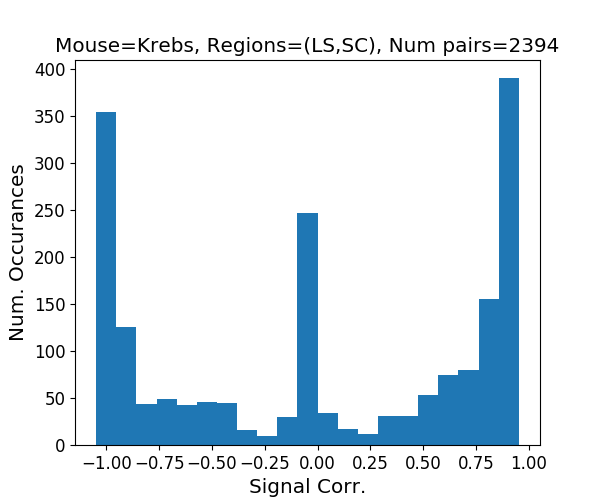 Mouse=Krebs, Regions=(LS,SC), Num pairs=2394
400
350
300
250
200
150
100
50
0
Num. Occurances
−1.00 −0.75 −0.50 −0.25 0.00 0.25 0.50 0.75 1.00
Signal Corr.